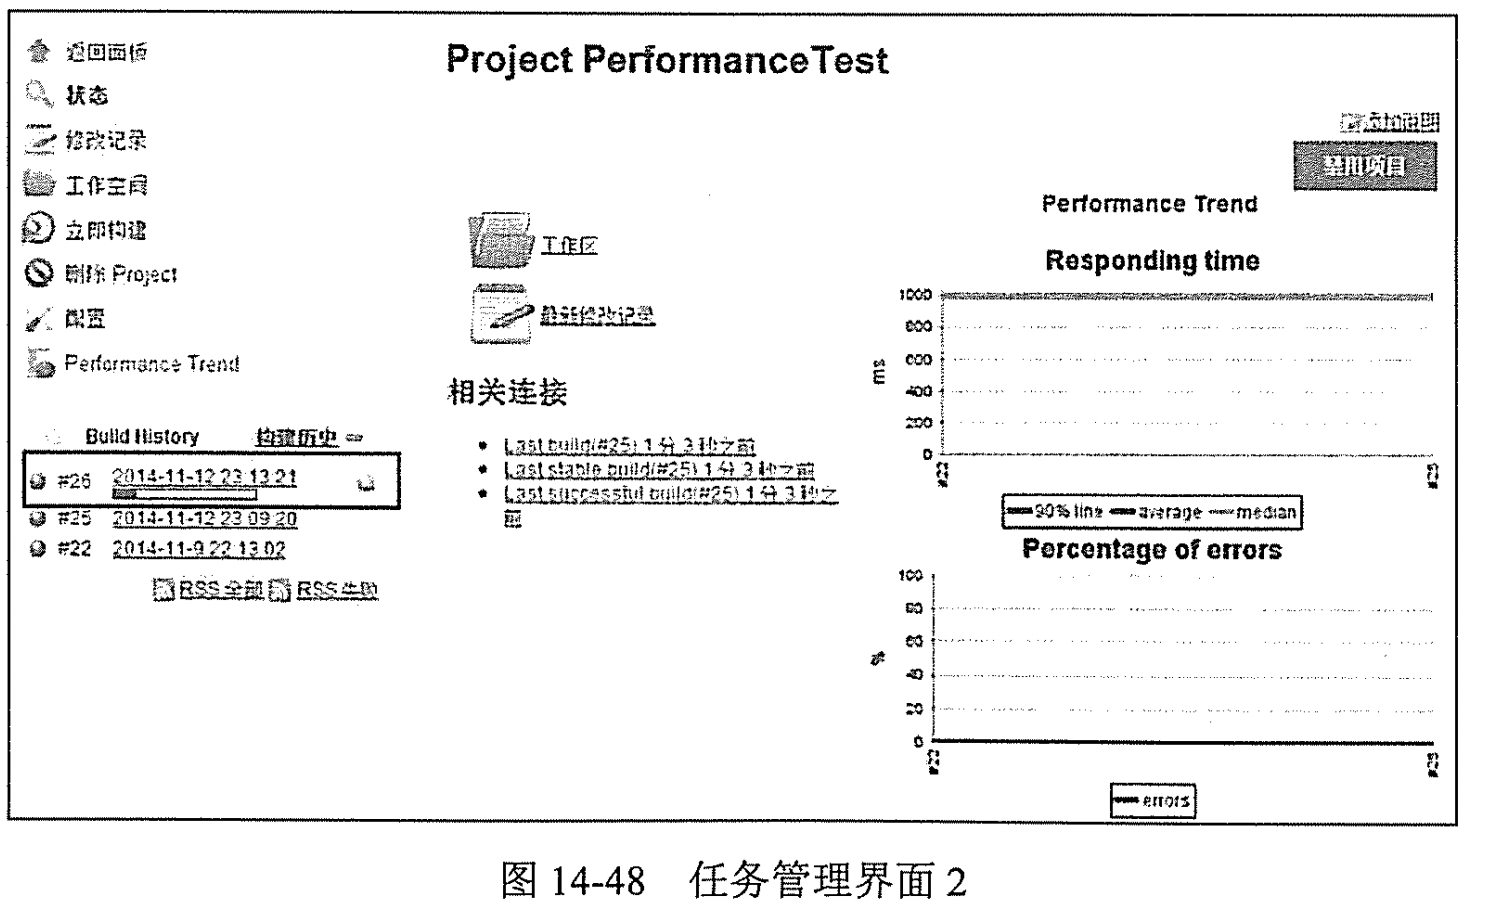 返回面板
状态
修改记录
工作空间
立即构建
删除 Project
配置
Performance Trend
Build History 构建历史
#26 2014-11-12 23:13:21
#25 2014-11-12 23:09:20
#22 2014-11-9 22:13:02
RSS 全部 RSS 失败
Project PerformanceTest
工作区
最新修改记录
相关连接
Last build(#25),1 分 3 秒之前
Last stable build(#25),1 分 3 秒之前
Last successful build(#25),1 分 3 秒之
前
添加说明
禁用项目
Performance Trend
Responding time
1000
800
600
400
200
0
ms
#22
#25
90% line average median
Percentage of errors
100
80
60
40
20
0
%
#22
#25
errors
图 14-48 任务管理界面 2